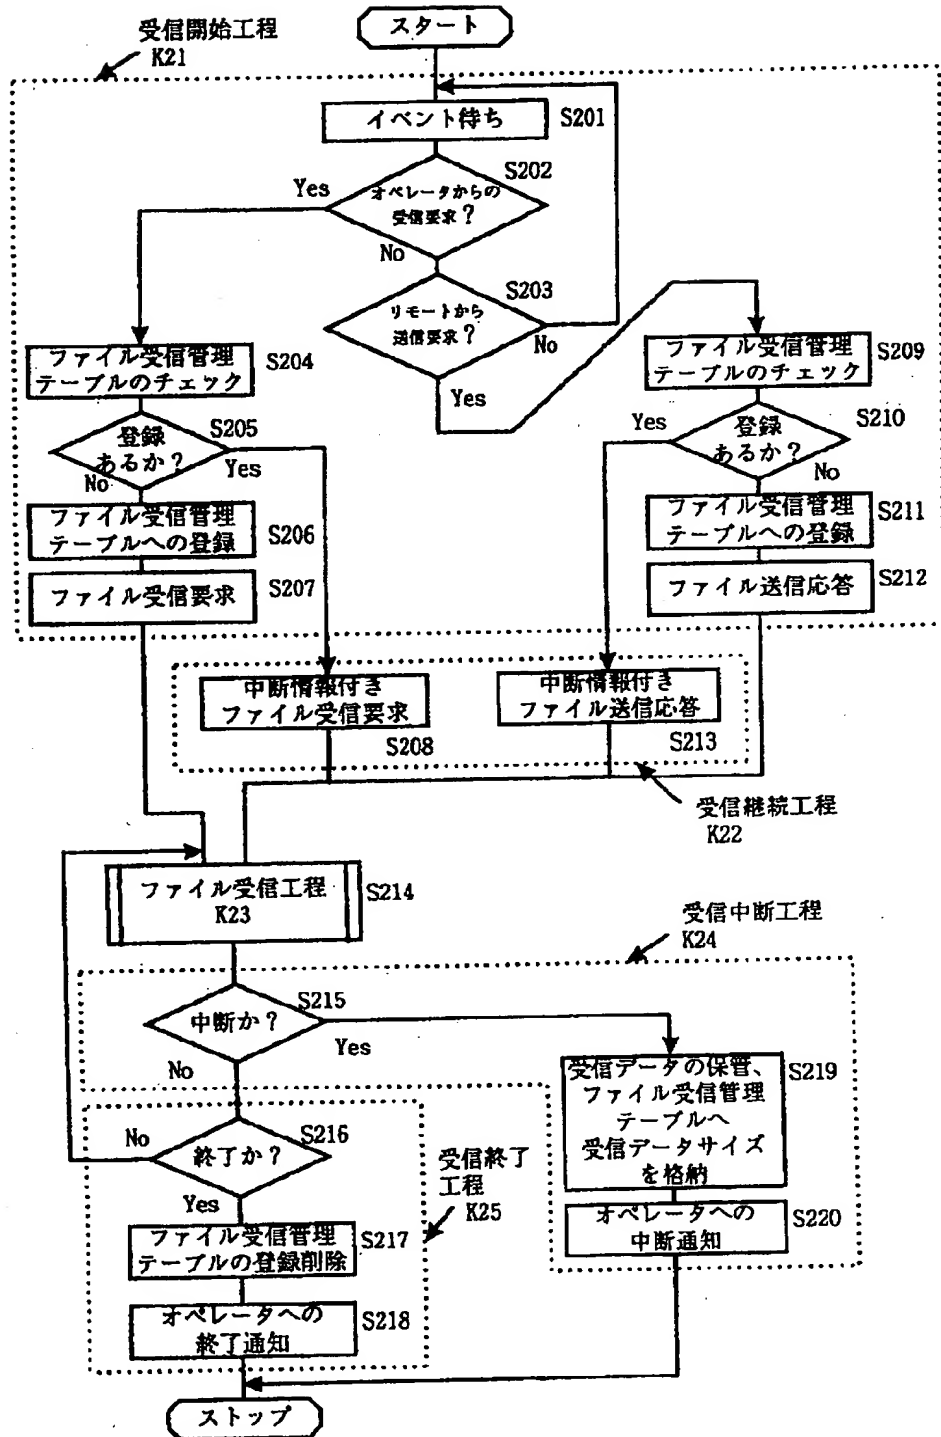 スタート
受信開始工程
K21
イベント待ち
S201
S202
Yes
オペレータからの
受信要求?
No
S203
リモートから
送信要求?
No
Yes
ファイル受信管理
テーブルのチェック
S204
ファイル受信管理
テーブルのチェック
S209
登録
あるか?
S205
No
Yes
Yes
登録
あるか?
S210
No
ファイル受信管理
テーブルへの登録
S206
ファイル受信管理
テーブルへの登録
S211
ファイル受信要求
S207
ファイル送信応答
S212
中断情報付き
ファイル受信要求
S208
中断情報付き
ファイル送信応答
S213
受信継続工程
K22
ファイル受信工程
K23
S214
受信中断工程
K24
S215
中断か?
Yes
No
受信データの保管、
ファイル受信管理
テーブルへ
受信データサイズ
を格納
S219
No
S216
終了か?
Yes
受信終了
工程
K25
オペレータへの
中断通知
S220
ファイル受信管理
テーブルの登録削除
S217
オペレータへの
終了通知
S218
ストップ